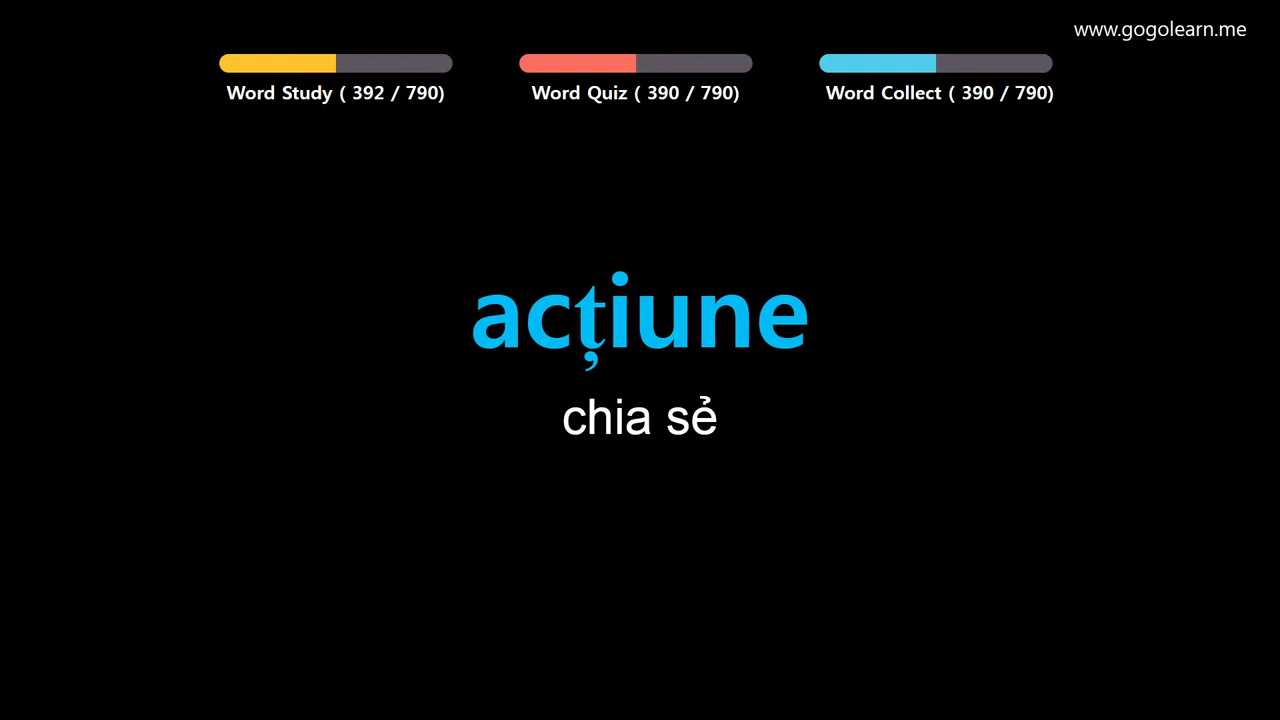 www.gogolearn.me
Word Study ( 392 / 790)
Word Quiz ( 390 / 790)
Word Collect ( 390 / 790)
acțiune
chia sẻ